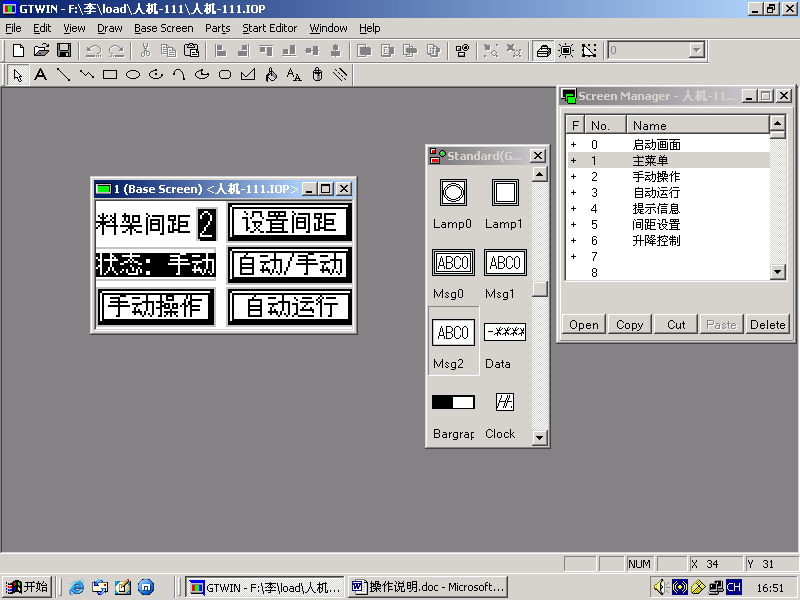 GTWIN - F:\李\load\人机-111\人机-111.IOP
File Edit View Draw Base Screen Parts Start Editor Window Help
0
A
1 (Base Screen) <人机-111.IOP>
料架间距 2 设置间距
状态: 手动 自动/手动
手动操作 自动运行
Standard(G...
Lamp0 Lamp1
ABC0 ABC0
Msg0 Msg1
ABC0 -****
Msg2 Data
Bargrap Clock
Screen Manager - 人机-11...
F No. Name
+ 0 启动画面
+ 1 主菜单
+ 2 手动操作
+ 3 自动运行
+ 4 提示信息
+ 5 间距设置
+ 6 升降控制
+ 7
8
Open Copy Cut Paste Delete
NUM X 34 Y 31
开始 GTWIN - F:\李\load\人机... 操作说明.doc - Microsoft... CH 16:51